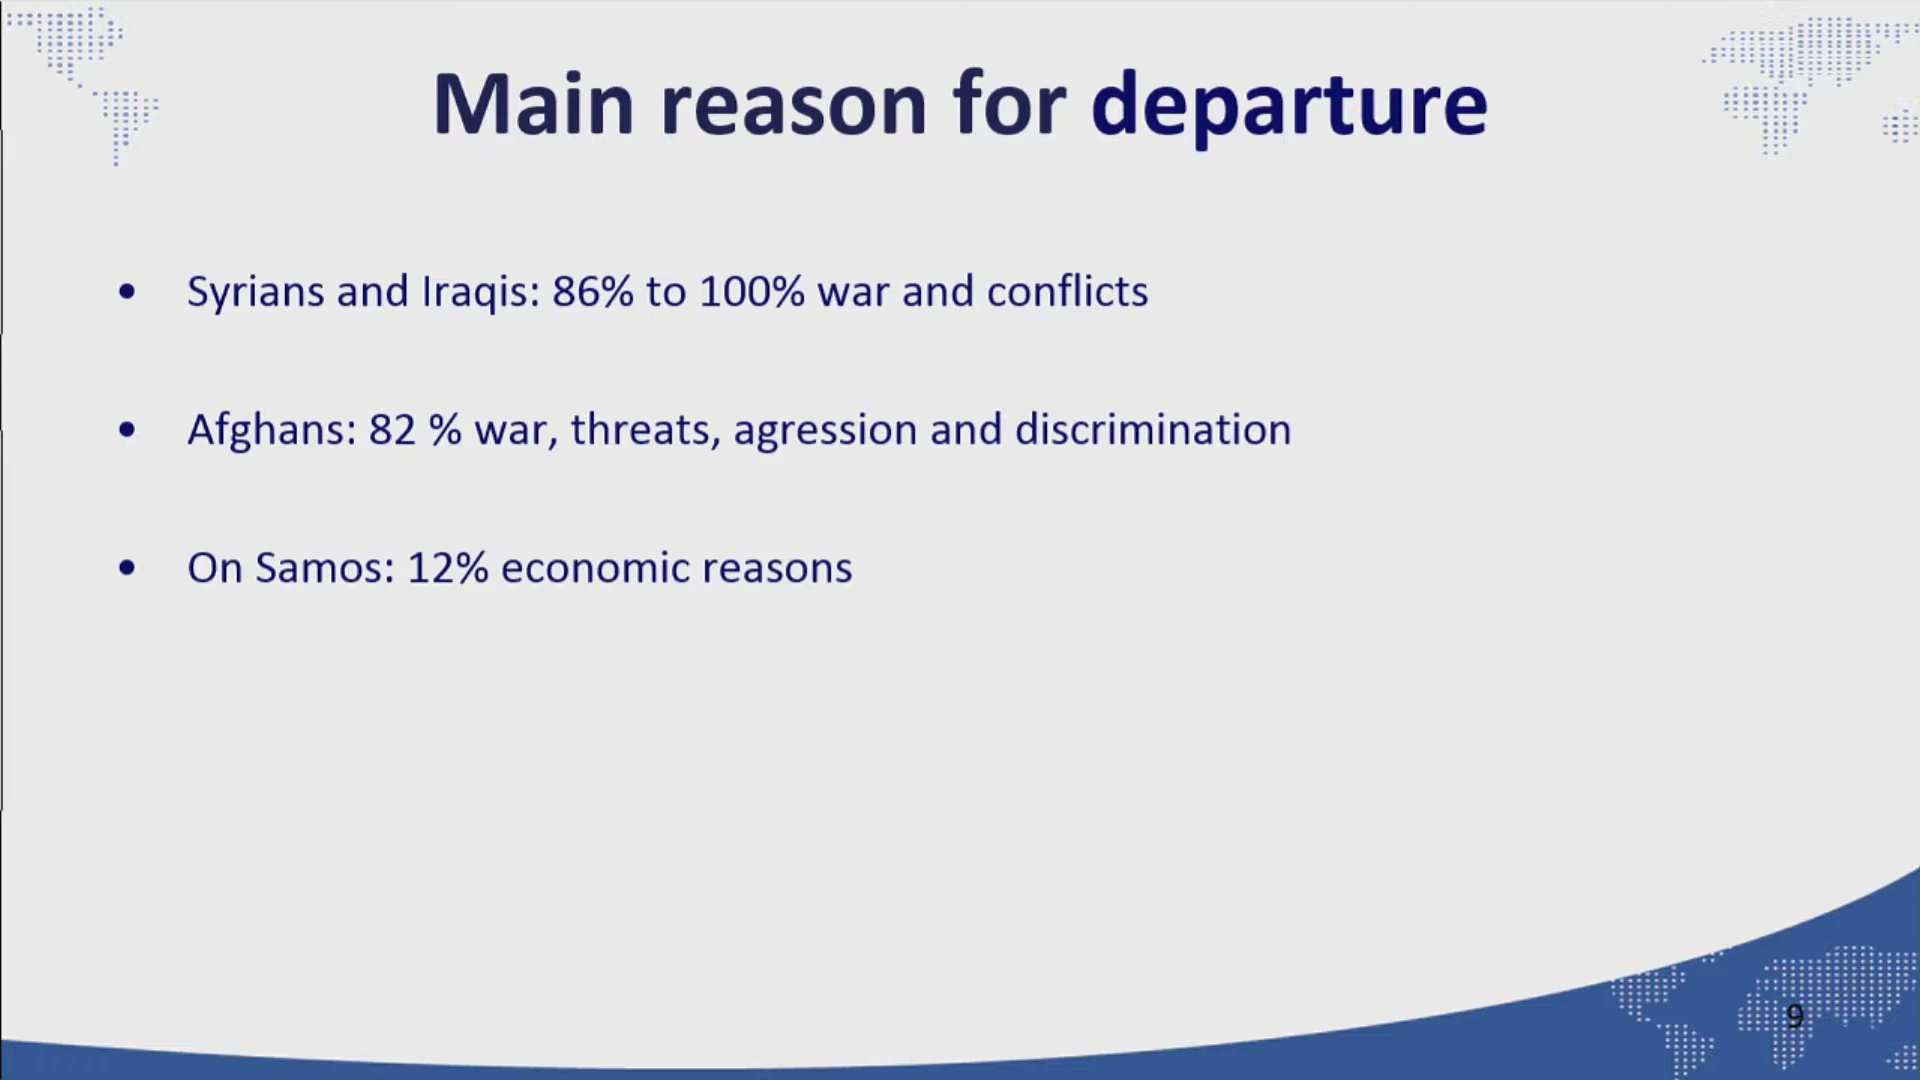 Main reason for departure
• Syrians and Iraqis: 86% to 100% war and conflicts
• Afghans: 82 % war, threats, agression and discrimination
• On Samos: 12% economic reasons
9